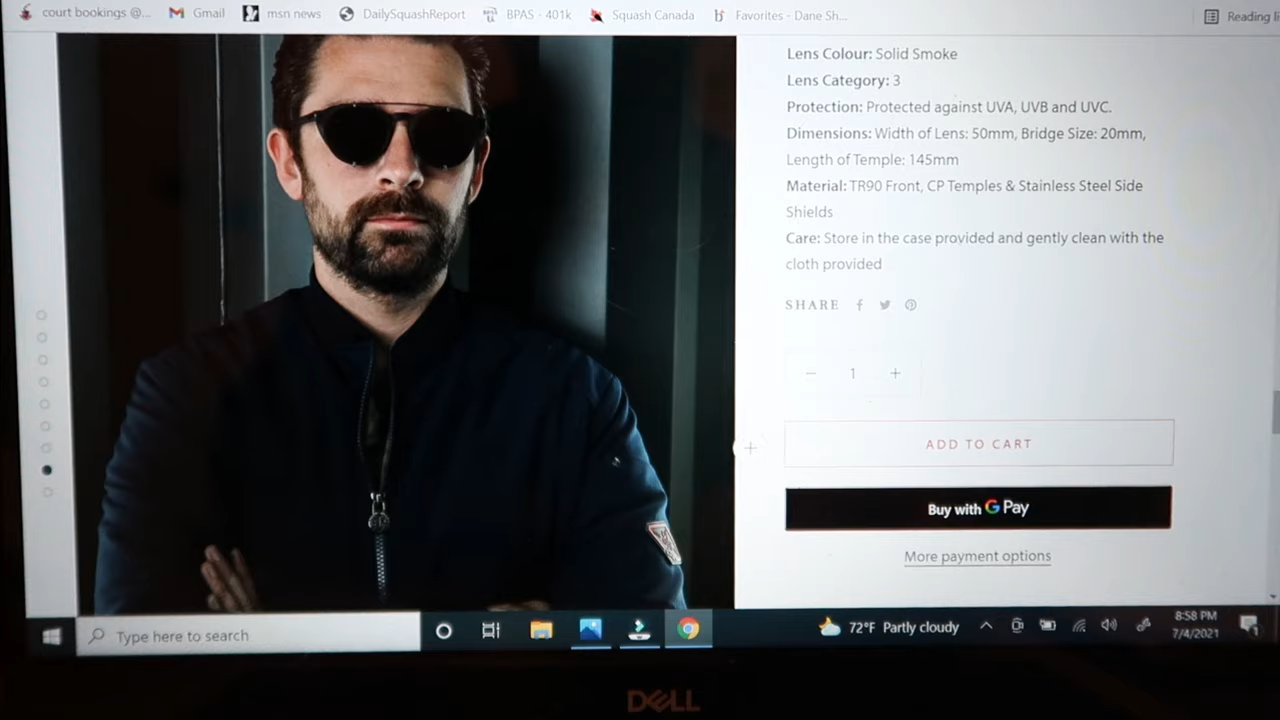 court bookings @...
Gmail
msn news
DailySquashReport
BPAS - 401k
Squash Canada
Favorites - Dane Sh...
Reading li
Lens Colour: Solid Smoke
Lens Category: 3
Protection: Protected against UVA, UVB and UVC.
Dimensions: Width of Lens: 50mm, Bridge Size: 20mm,
Length of Temple: 145mm
Material: TR90 Front, CP Temples & Stainless Steel Side
Shields
Care: Store in the case provided and gently clean with the
cloth provided
SHARE
1
ADD TO CART
Buy with G Pay
More payment options
Type here to search
72°F Partly cloudy
8:58 PM
7/4/2021
1
DELL